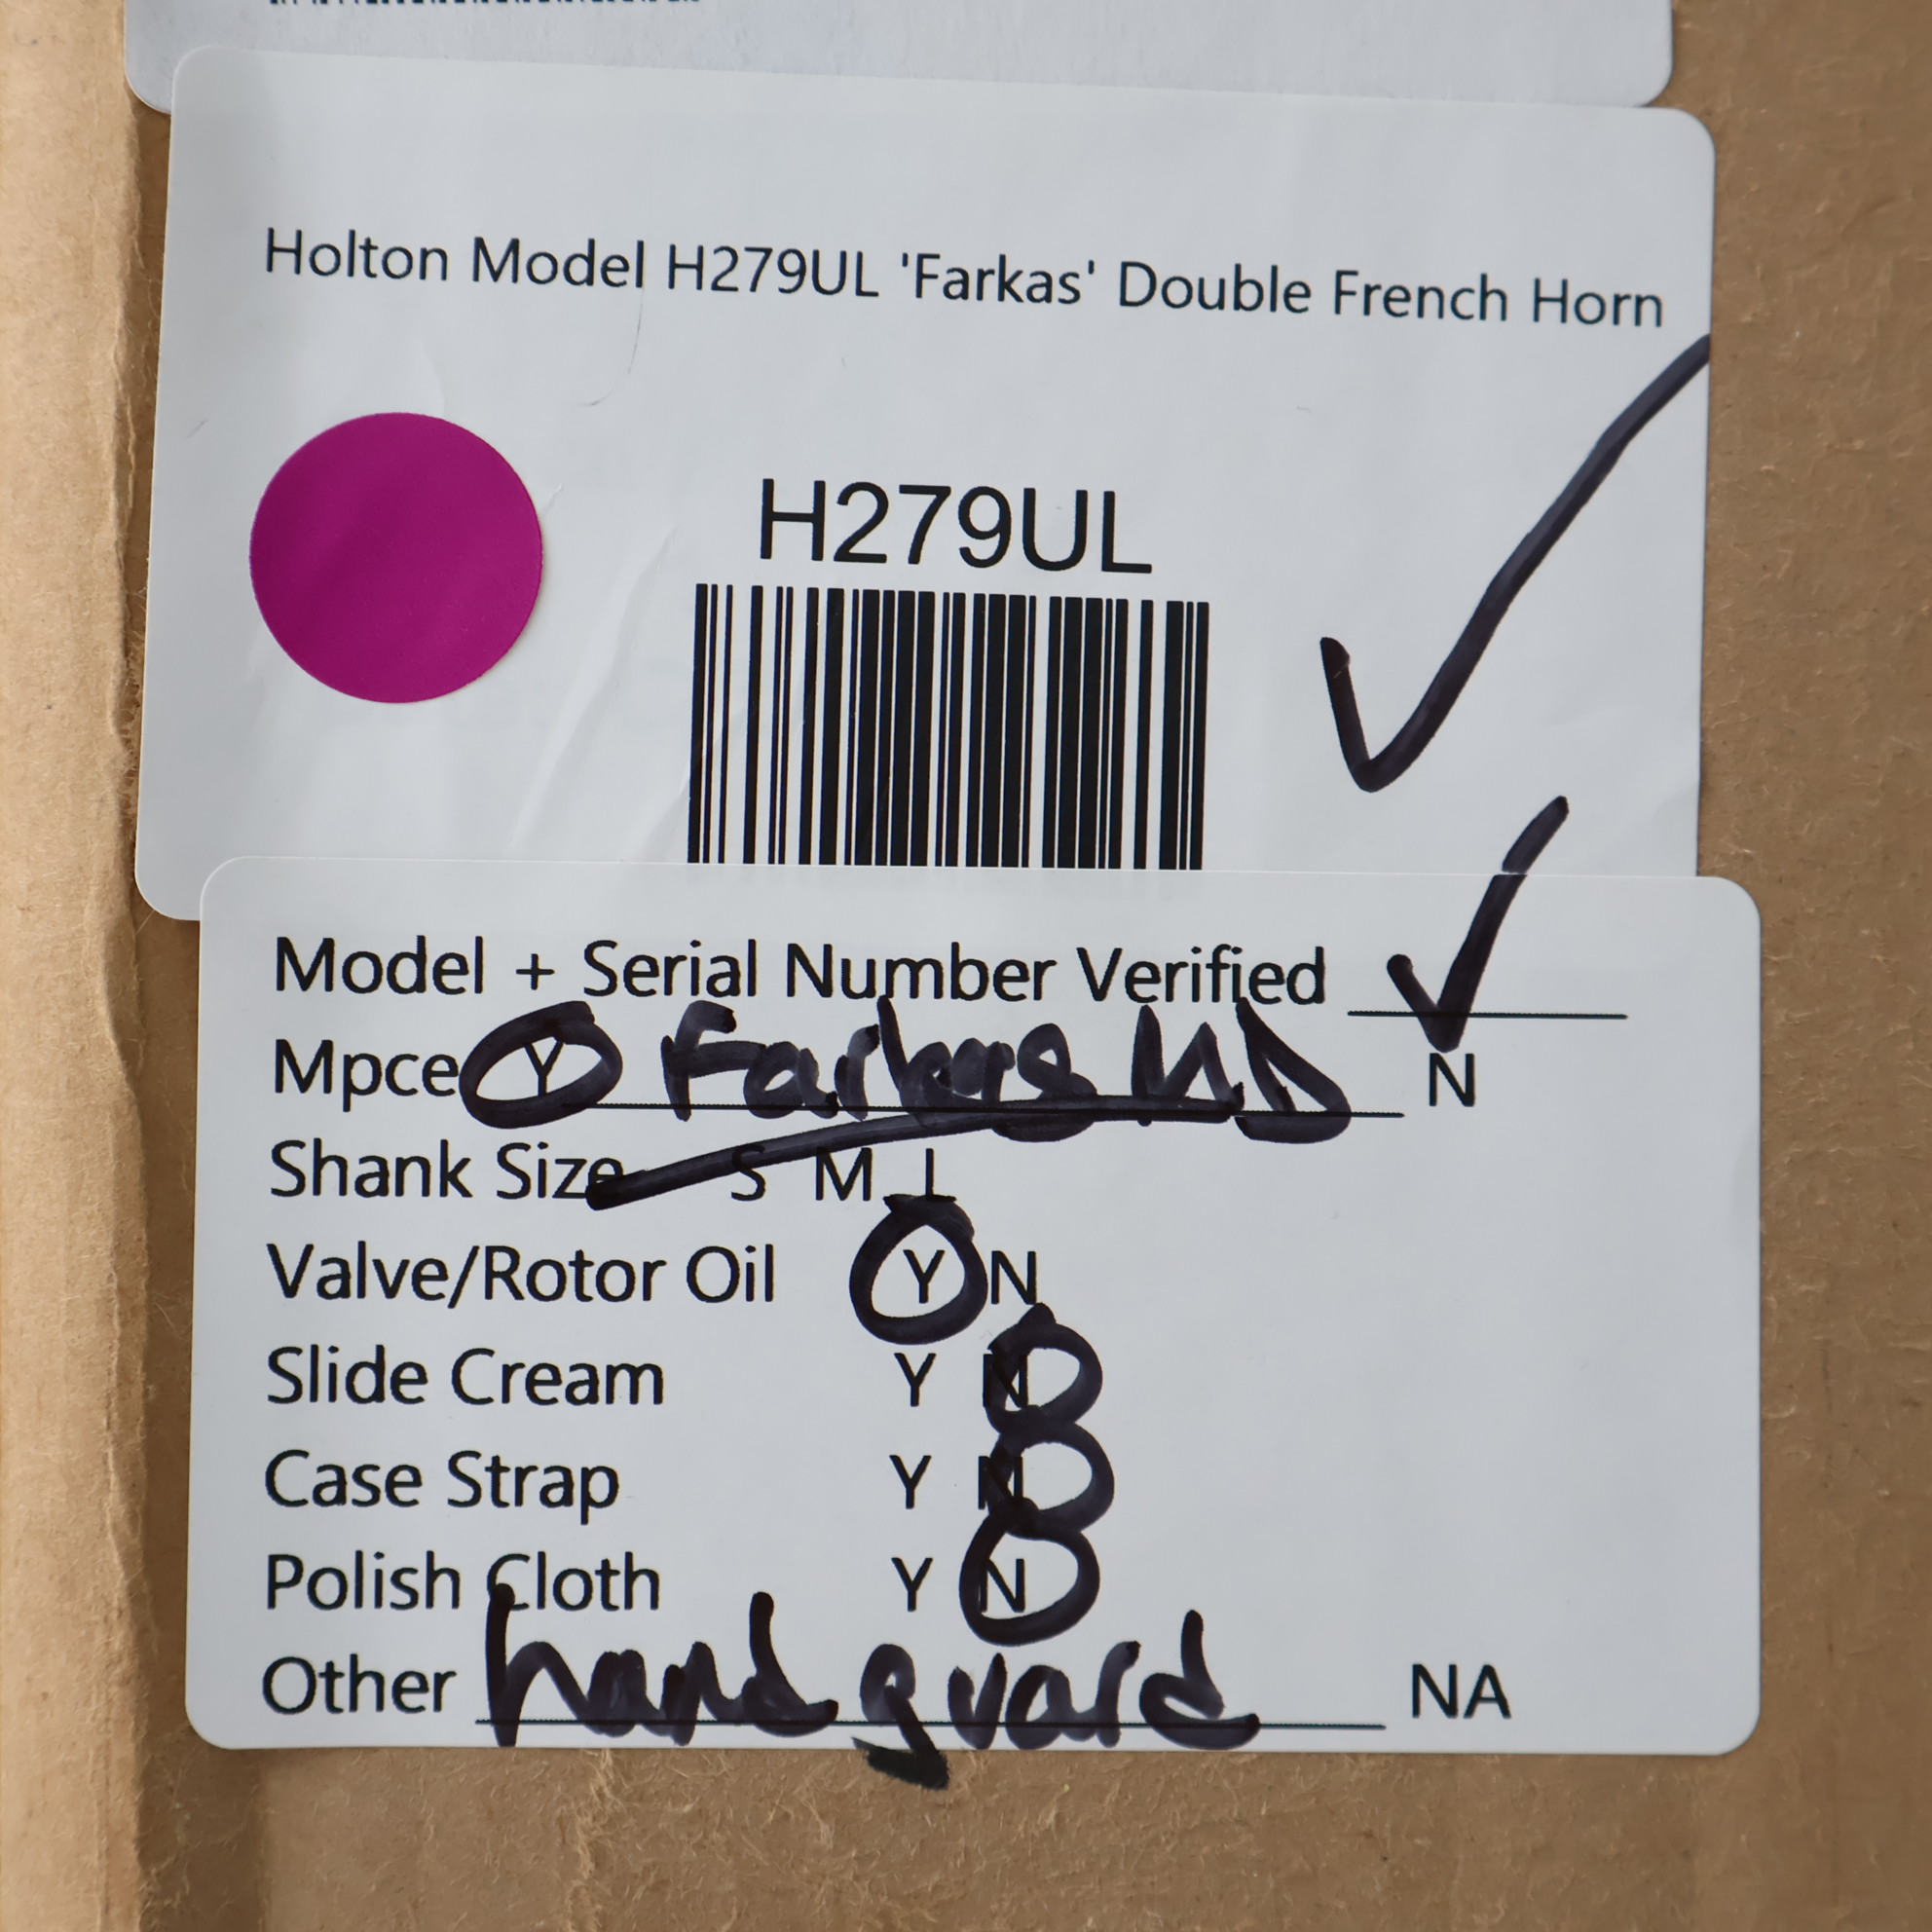 Holton Model H279UL 'Farkas' Double French Horn
H279UL
Model + Serial Number Verified
Mpce Y Farkas MD N
Shank Size S M L
Valve/Rotor Oil Y N
Slide Cream Y N
Case Strap Y N
Polish Cloth Y N
Other hand guard NA